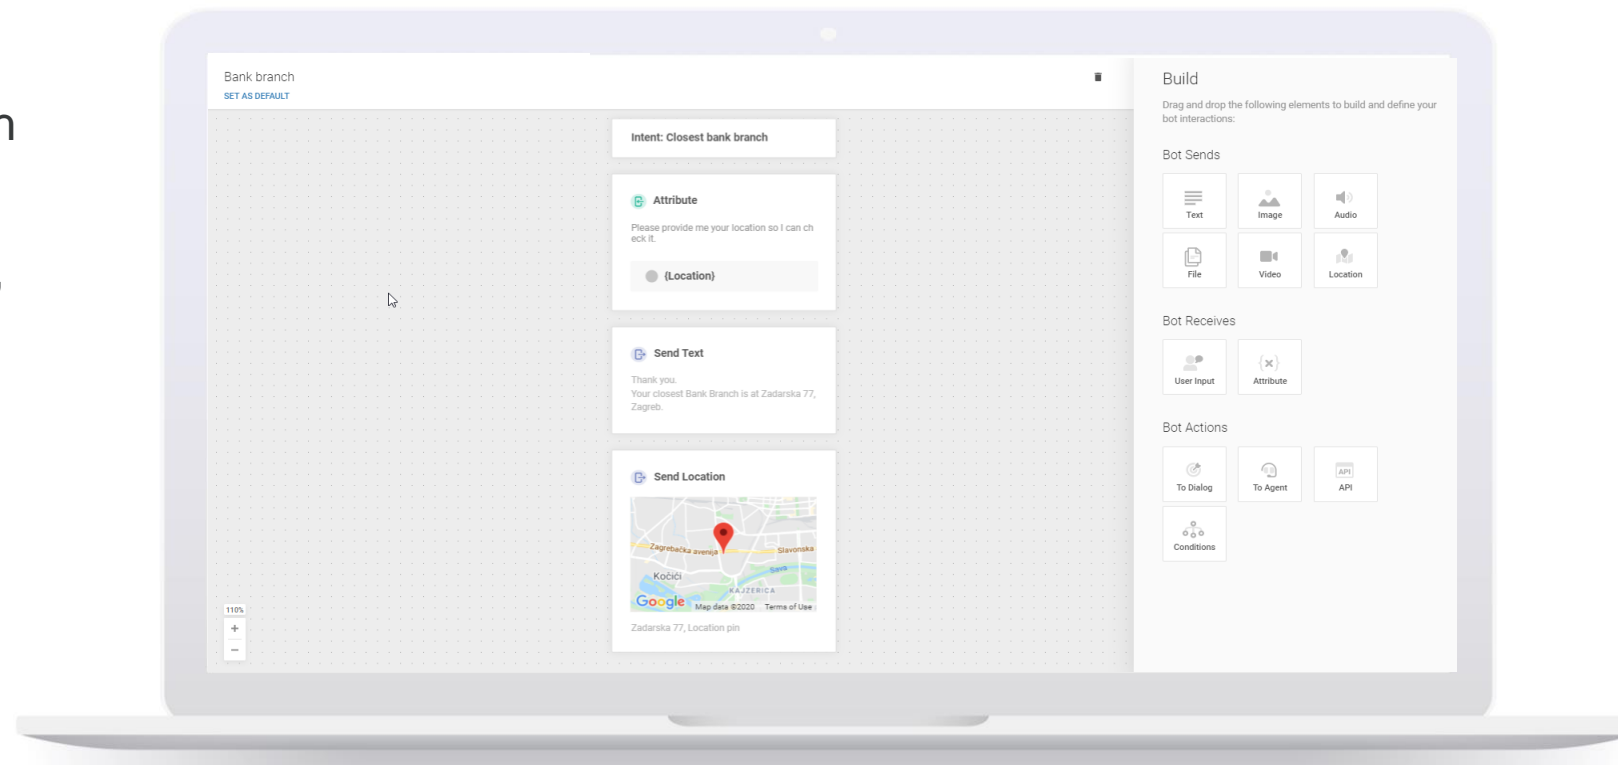 n
Bank branch
SET AS DEFAULT
Intent: Closest bank branch
Attribute
Please provide me your location so I can ch
eck it.
{Location}
Send Text
Thank you.
Your closest Bank Branch is at Zadarska 77,
Zagreb.
Send Location
Zagrebačka avenija
Slavonska
Kočići
Sava
KAJZERICA
Google
Map data ©2020
Terms of Use
Zadarska 77, Location pin
110%
+
−
Build
Drag and drop the following elements to build and define your
bot interactions:
Bot Sends
Text
Image
Audio
File
Video
Location
Bot Receives
User Input
Attribute
Bot Actions
To Dialog
To Agent
API
API
Conditions